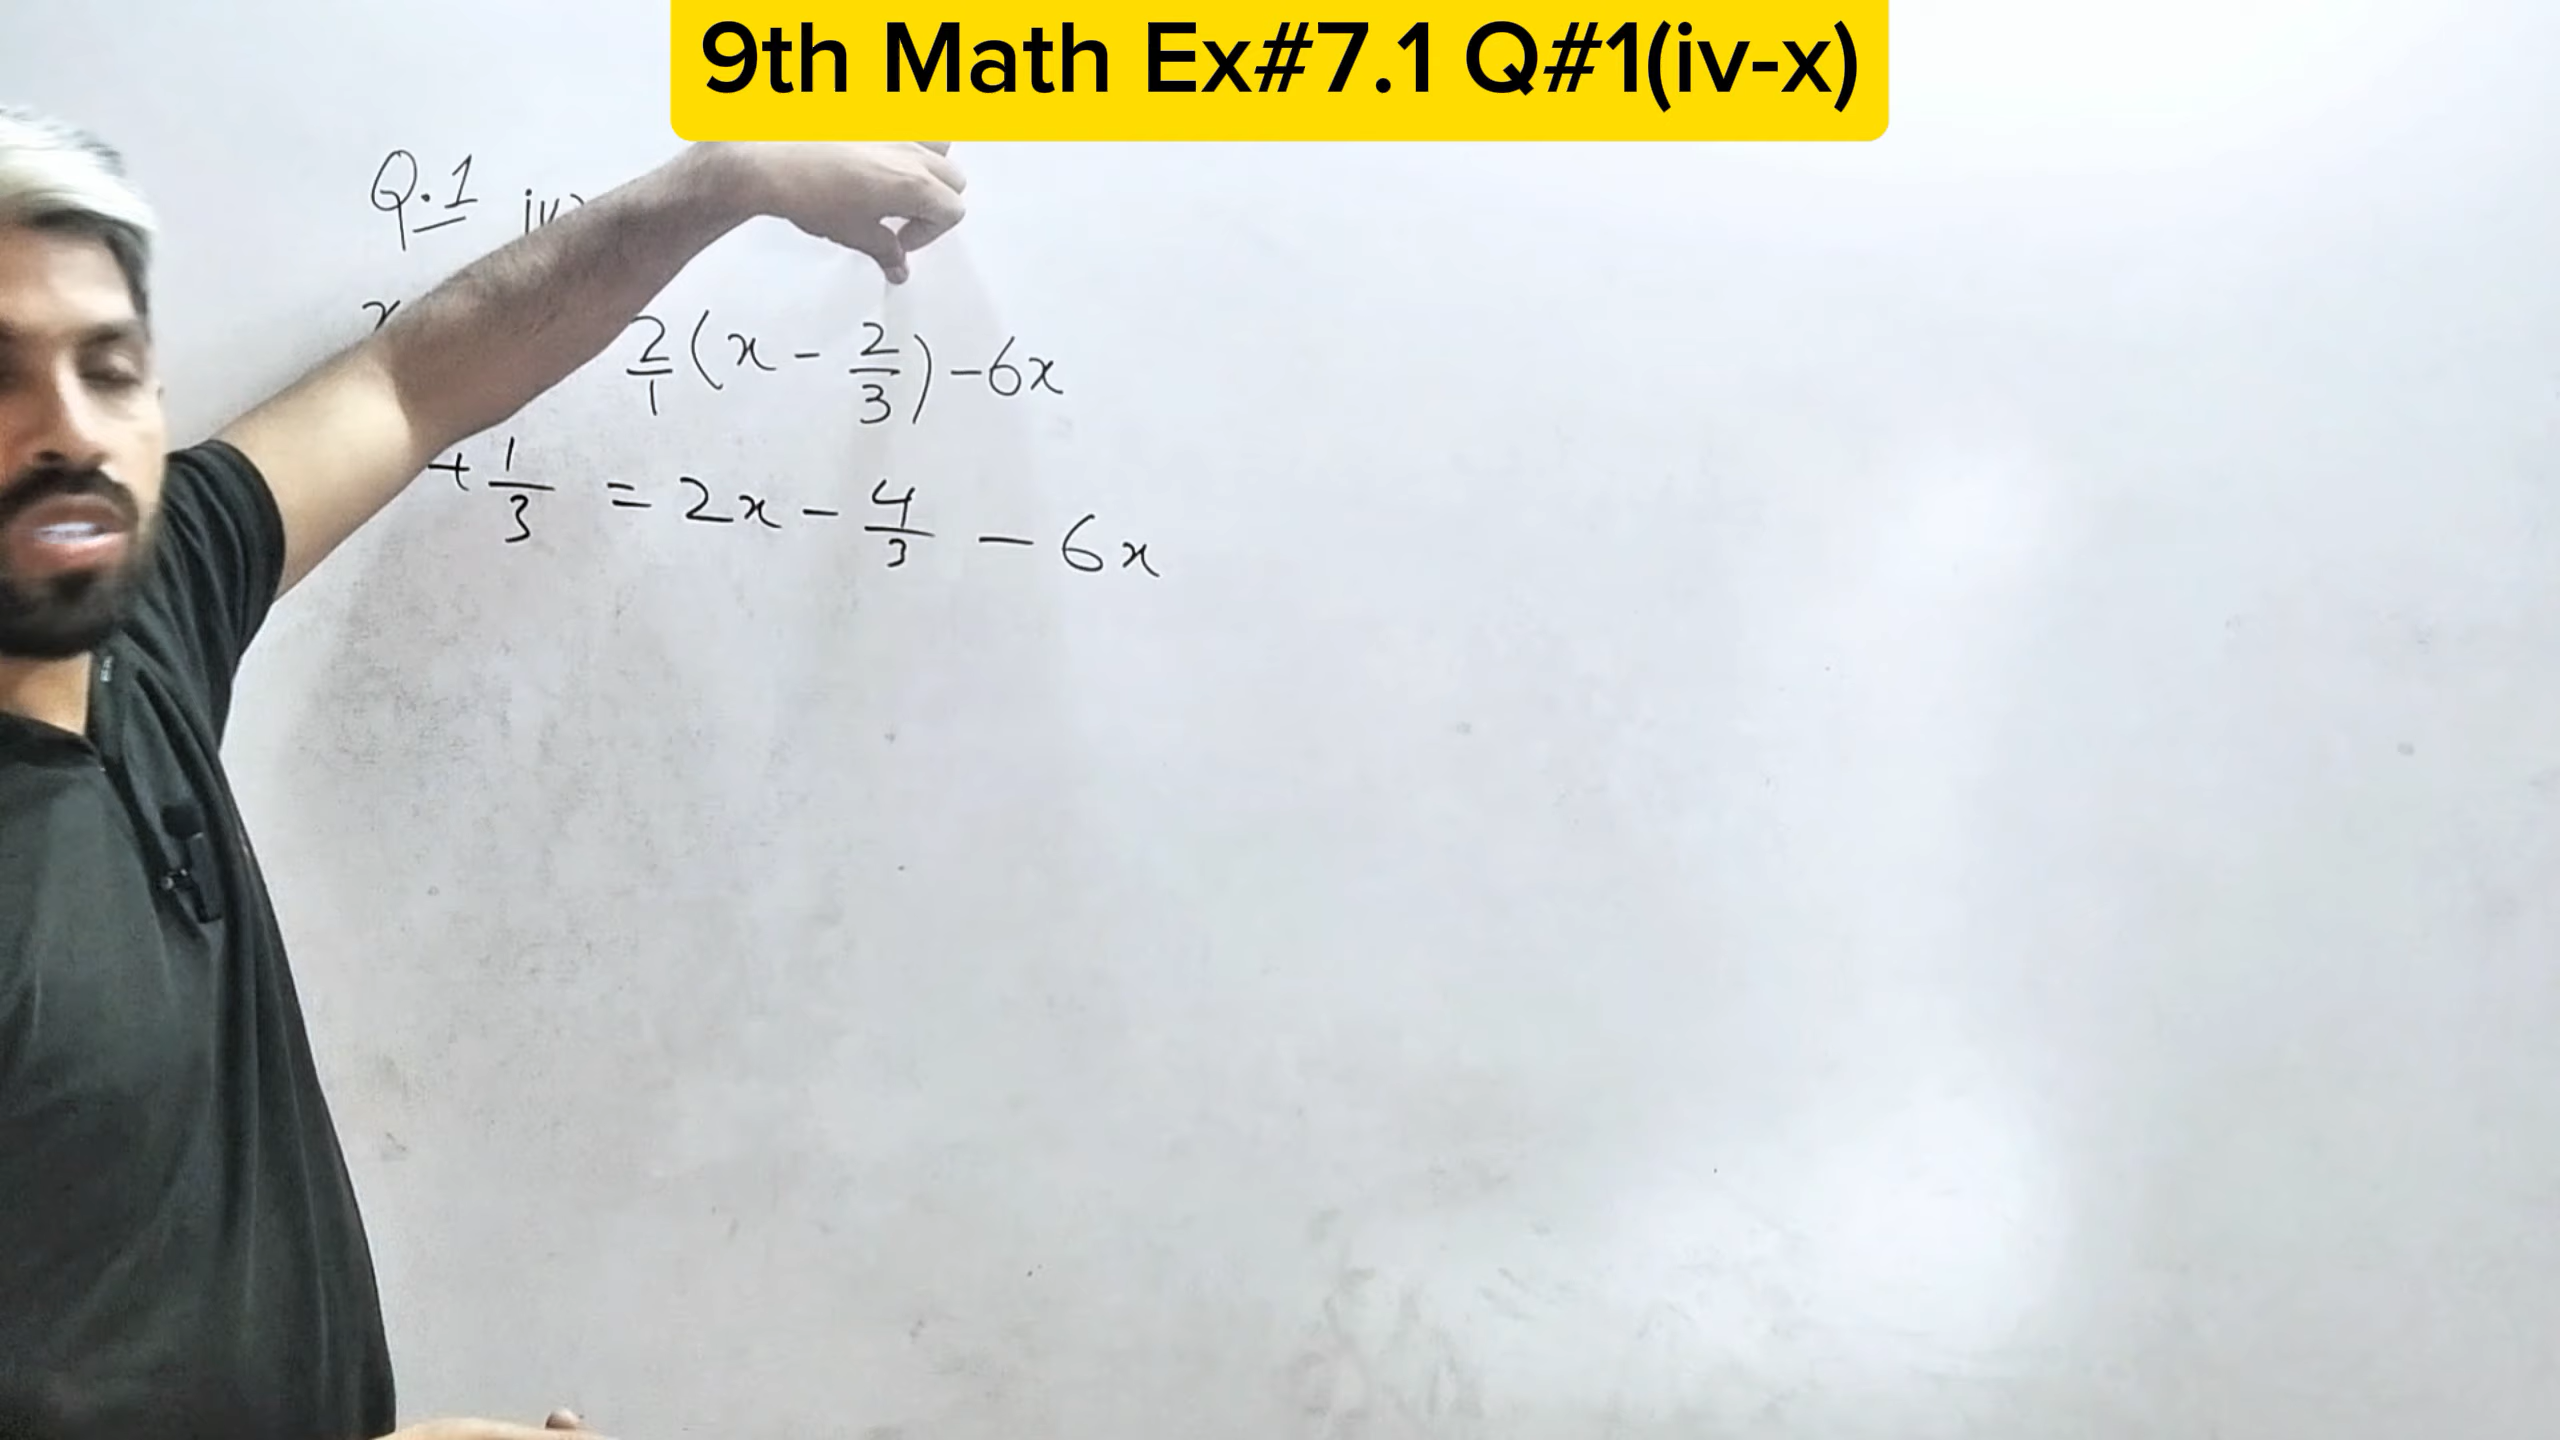 9th Math Ex#7.1 Q#1(iv-x)
Q.1 iv)
x 2/1 (x - 2/3) - 6x
+ 1/3 = 2x - 4/3 - 6x